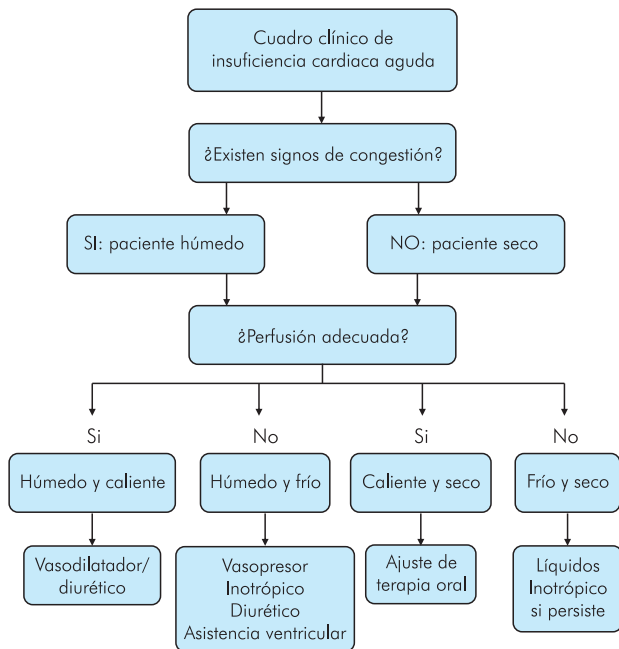 Cuadro clínico de
insuficiencia cardiaca aguda
¿Existen signos de congestión?
SI: paciente húmedo
NO: paciente seco
¿Perfusión adecuada?
Si
No
Si
No
Húmedo y caliente
Húmedo y frío
Caliente y seco
Frío y seco
Vasodilatador/
diurético
Vasopresor
Inotrópico
Diurético
Asistencia ventricular
Ajuste de
terapia oral
Líquidos
Inotrópico
si persiste